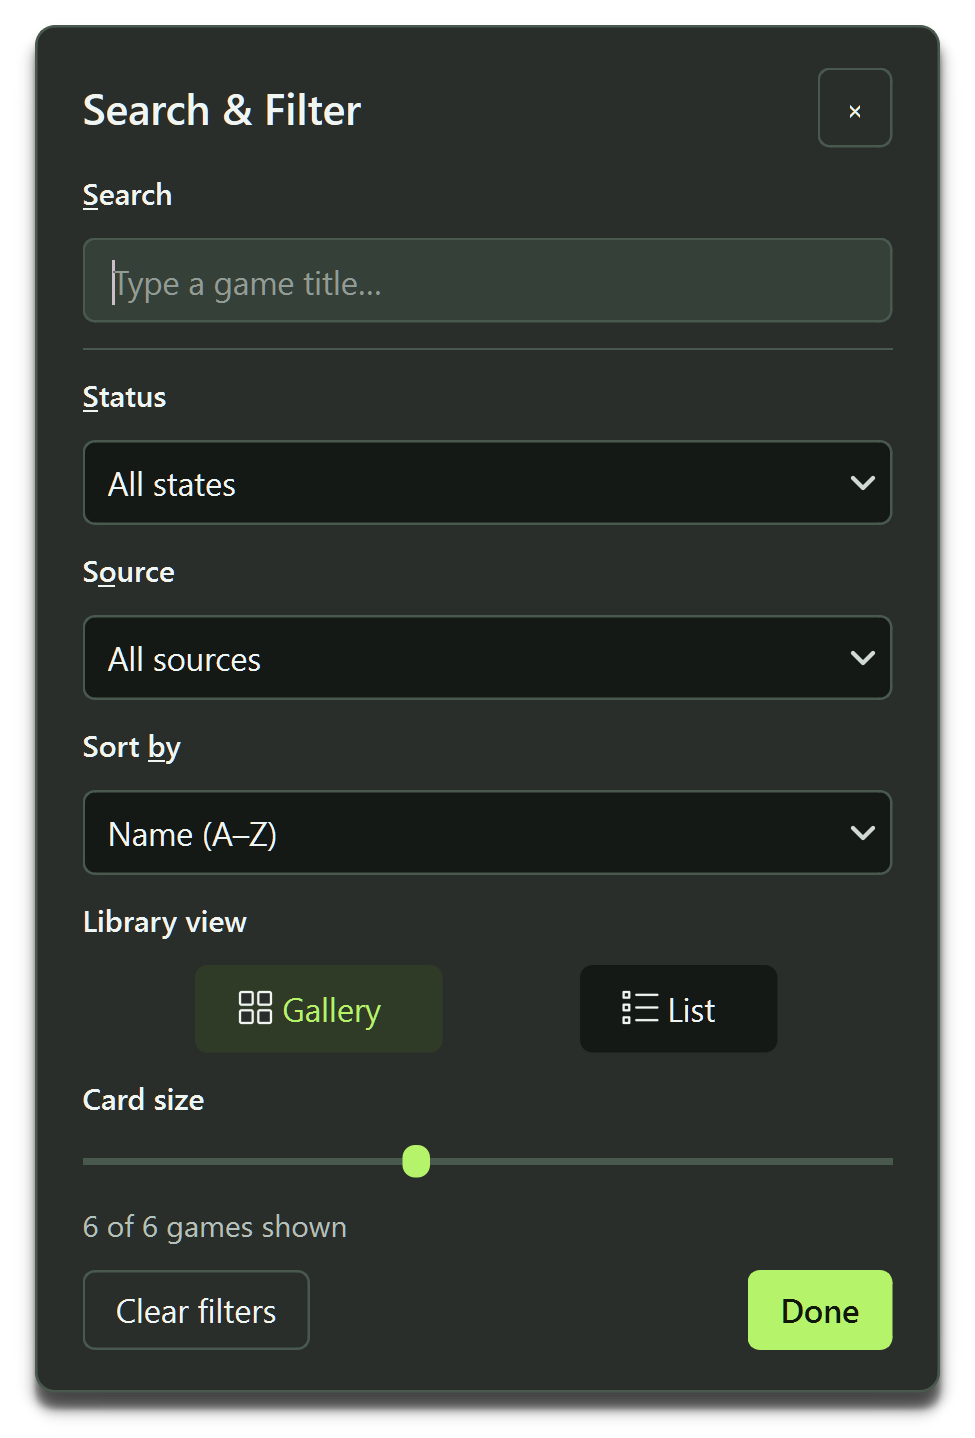 Search & Filter
×
Search
Type a game title...
Status
All states
Source
All sources
Sort by
Name (A–Z)
Library view
Gallery
List
Card size
6 of 6 games shown
Clear filters
Done